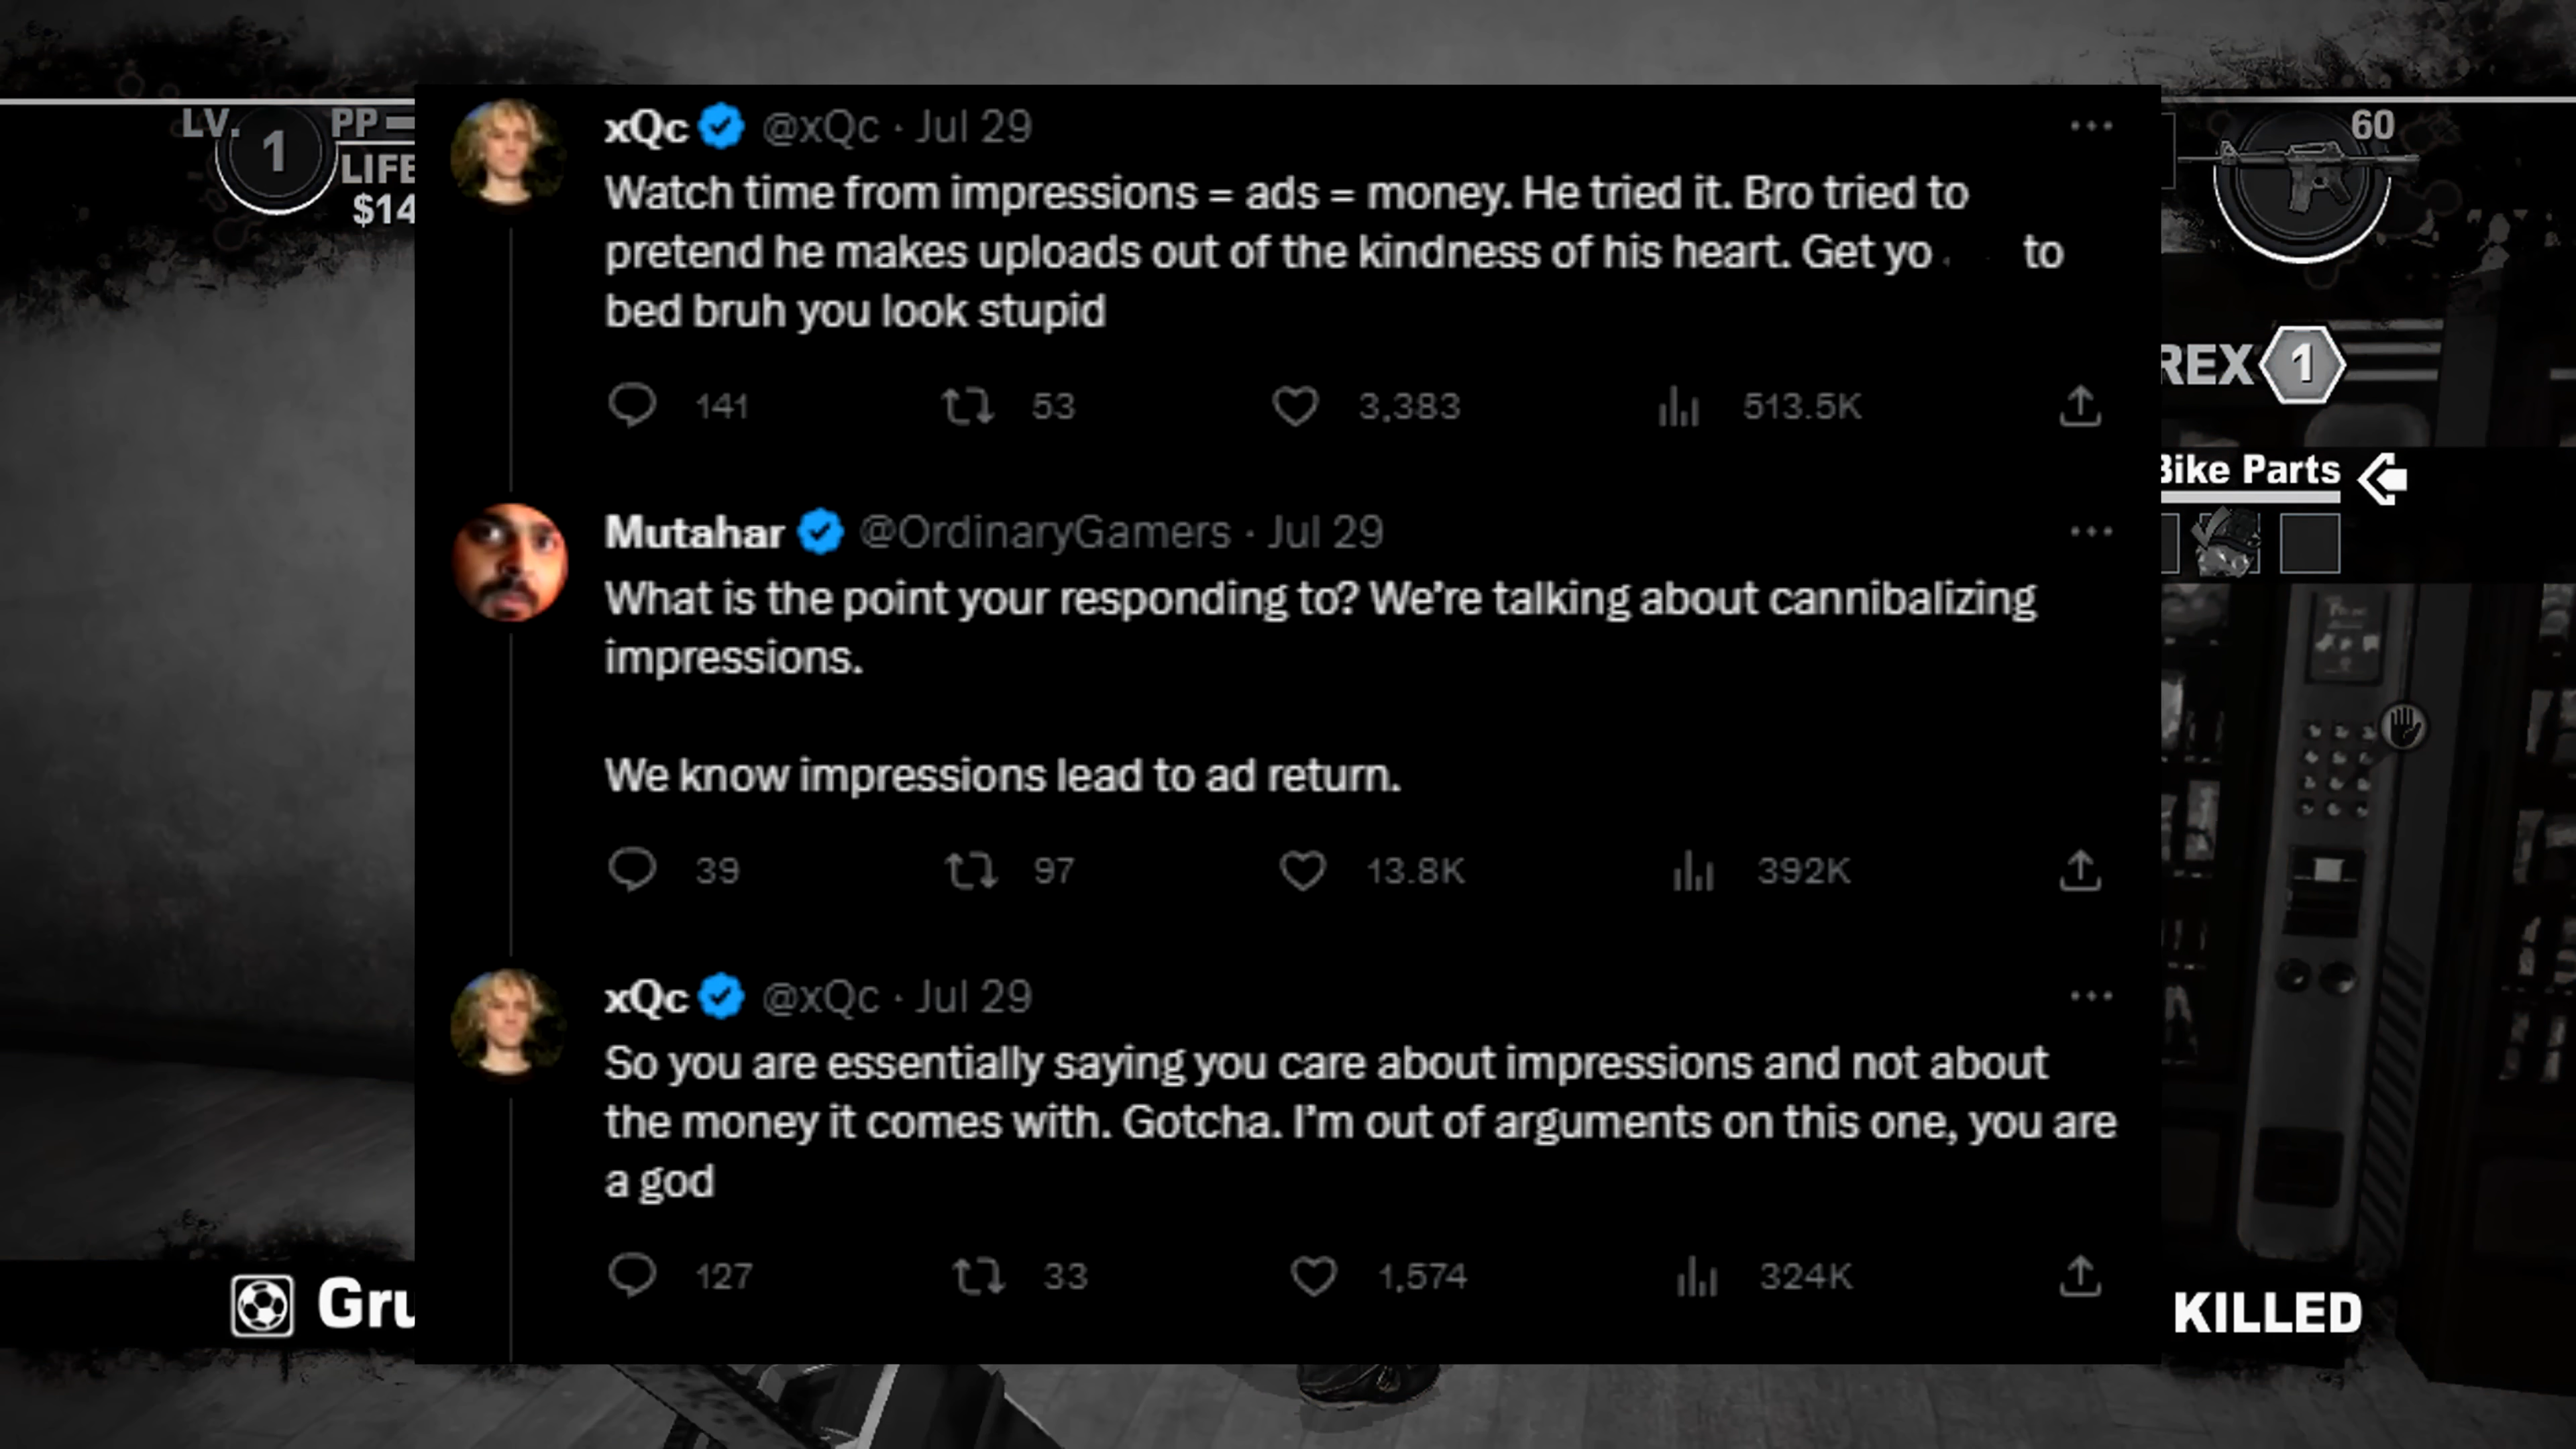 LV. 1 PP
LIFE
$14
60
REX 1
Bike Parts
xQc @xQc · Jul 29
Watch time from impressions = ads = money. He tried it. Bro tried to
pretend he makes uploads out of the kindness of his heart. Get yo to
bed bruh you look stupid
141 53 3,383 513.5K
Mutahar @OrdinaryGamers · Jul 29
What is the point your responding to? We’re talking about cannibalizing
impressions.
We know impressions lead to ad return.
39 97 13.8K 392K
xQc @xQc · Jul 29
So you are essentially saying you care about impressions and not about
the money it comes with. Gotcha. I’m out of arguments on this one, you are
a god
127 33 1,574 324K
Gru
KILLED